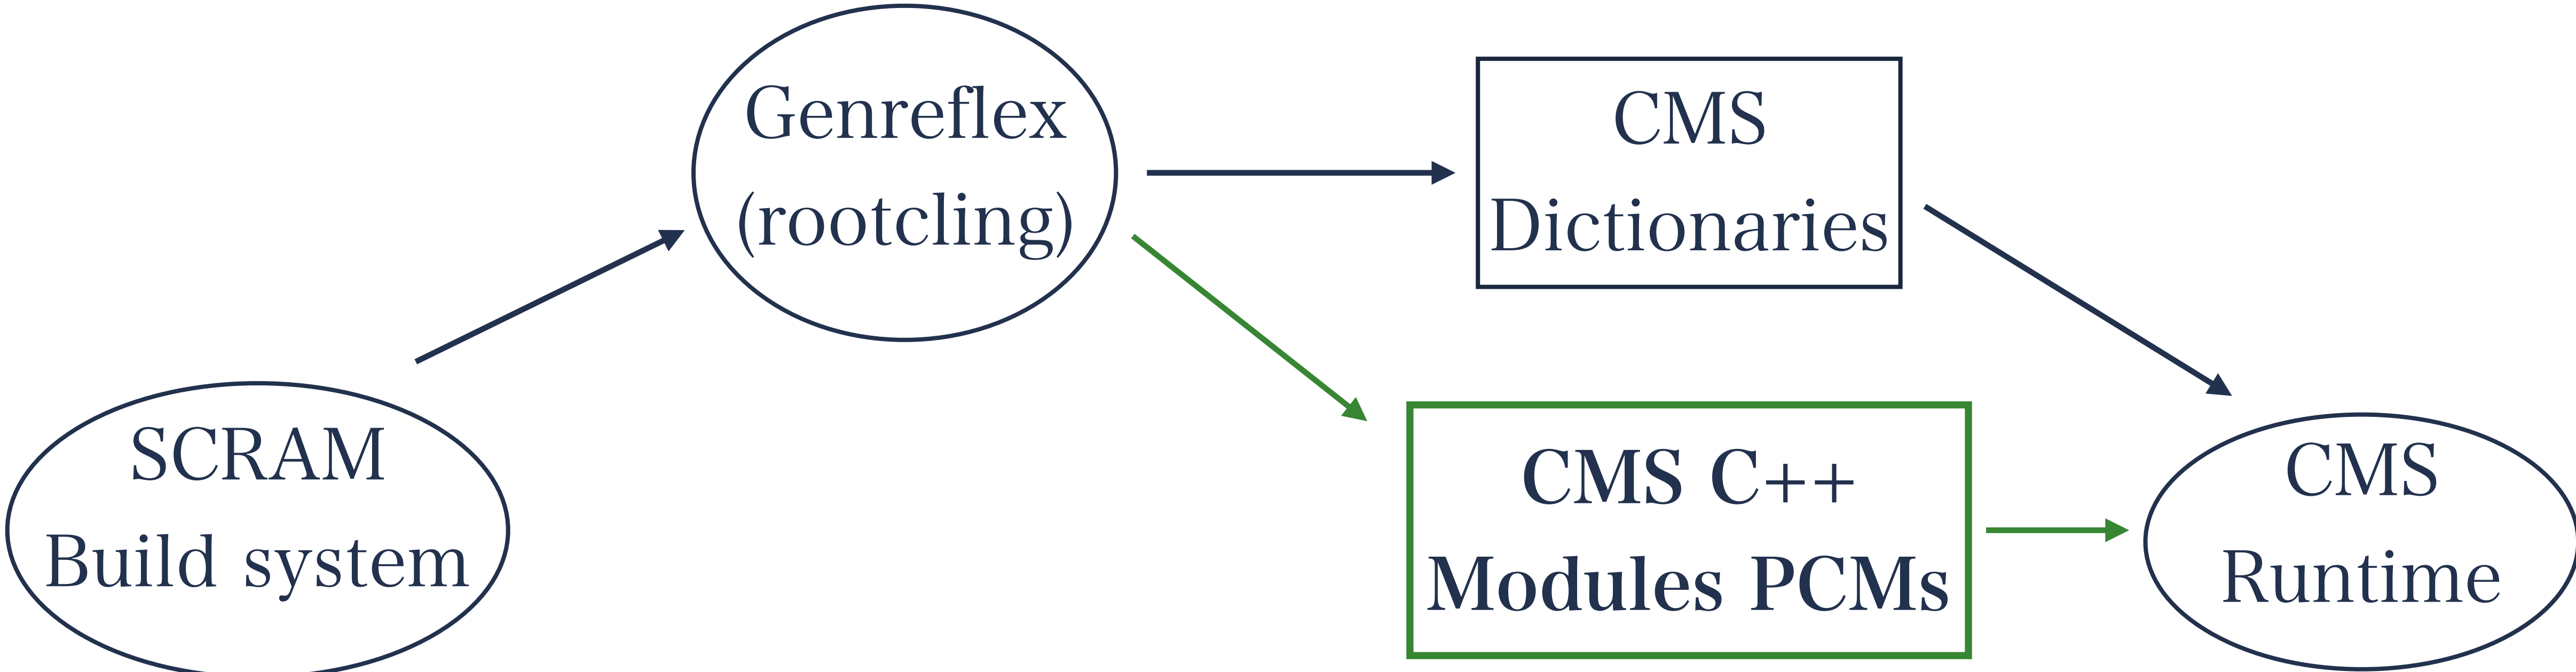 Genreflex
(rootcling)
CMS
Dictionaries
SCRAM
Build system
CMS C++
Modules PCMs
CMS
Runtime